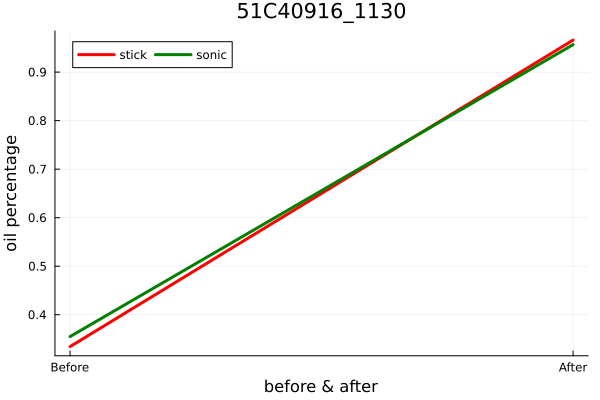 51C40916_1130
stick sonic
0.9
0.8
0.7
0.6
0.5
0.4
oil percentage
Before After
before & after